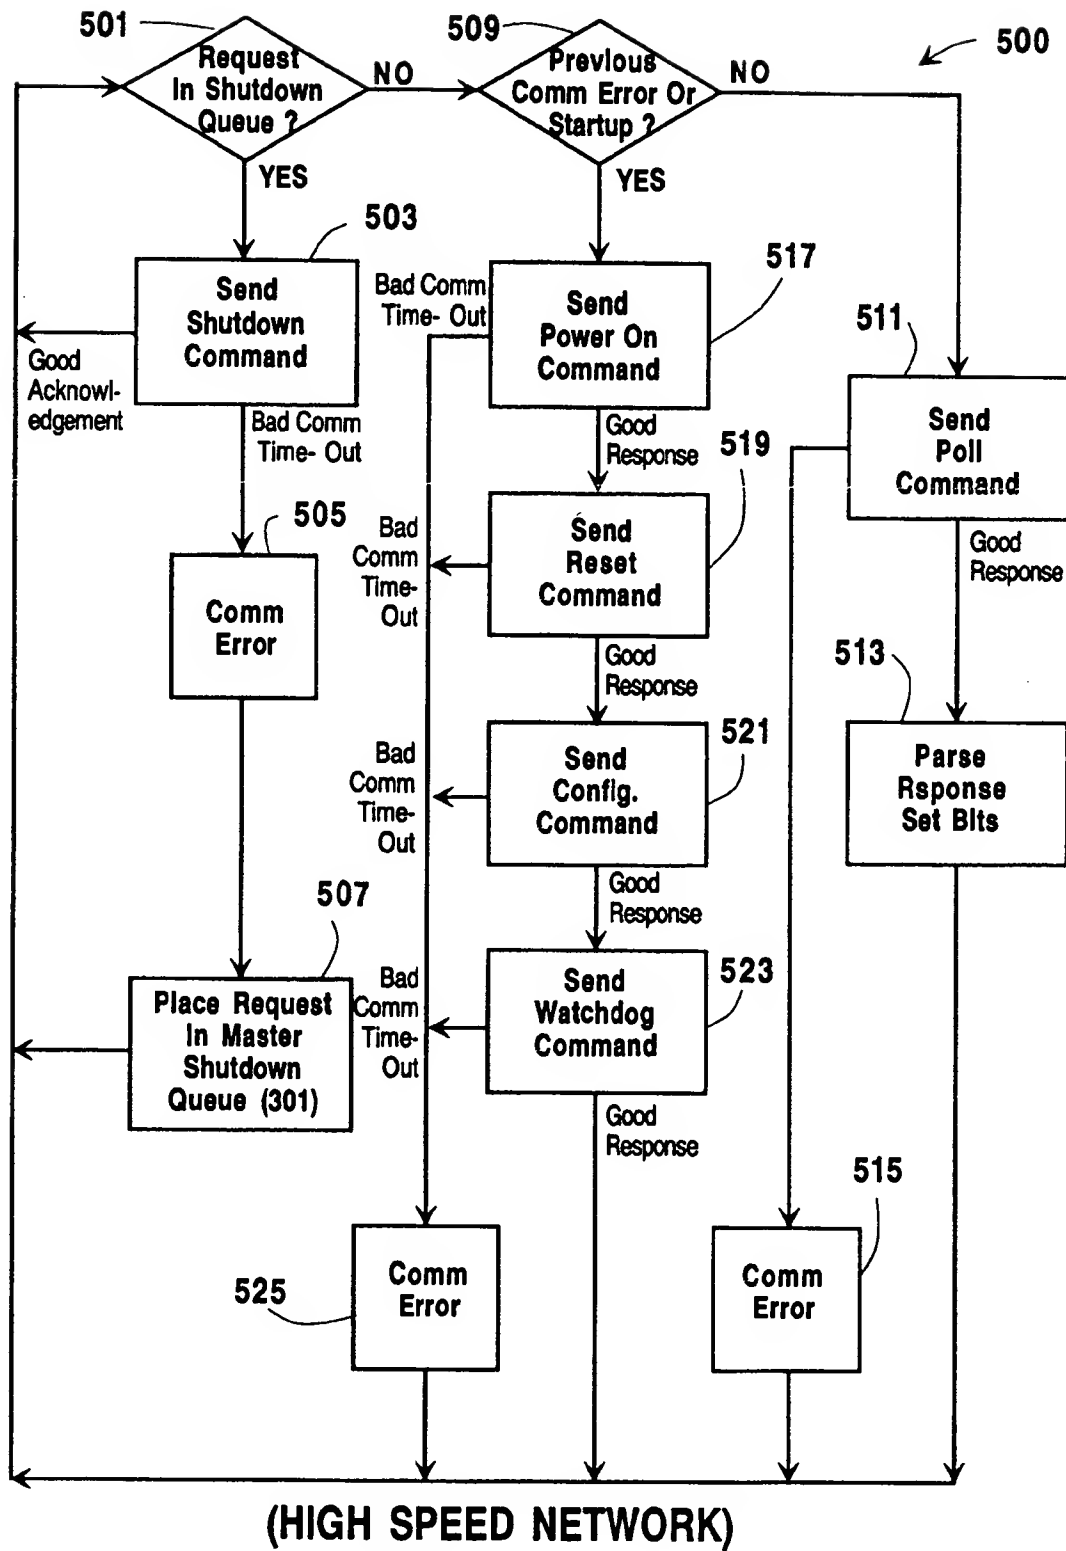 501
Request
In Shutdown
Queue ?
NO
YES
509
Previous
Comm Error Or
Startup ?
NO
YES
500
503
Send
Shutdown
Command
Good
Acknowl-
edgement
Bad Comm
Time- Out
505
Comm
Error
507
Place Request
In Master
Shutdown
Queue (301)
Bad Comm
Time- Out
517
Send
Power On
Command
Good
Response
519
Send
Reset
Command
Bad
Comm
Time-
Out
Good
Response
521
Send
Config.
Command
Bad
Comm
Time-
Out
Good
Response
523
Send
Watchdog
Command
Bad
Comm
Time-
Out
Good
Response
525
Comm
Error
511
Send
Poll
Command
Good
Response
513
Parse
Rsponse
Set Bits
515
Comm
Error
(HIGH SPEED NETWORK)